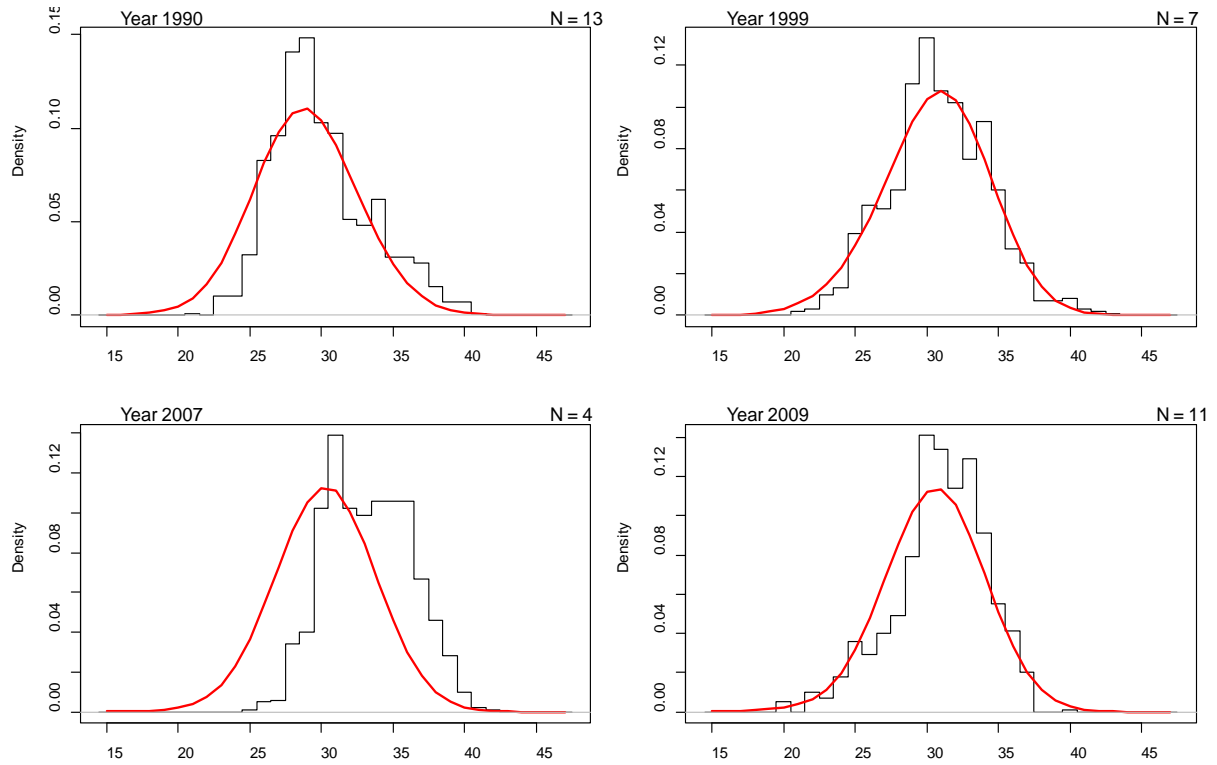 Year 1990 N = 13
Density
0.00 0.05 0.10 0.15
15 20 25 30 35 40 45
Year 1999 N = 7
Density
0.00 0.04 0.08 0.12
15 20 25 30 35 40 45
Year 2007 N = 4
Density
0.00 0.04 0.08 0.12
15 20 25 30 35 40 45
Year 2009 N = 11
Density
0.00 0.04 0.08 0.12
15 20 25 30 35 40 45